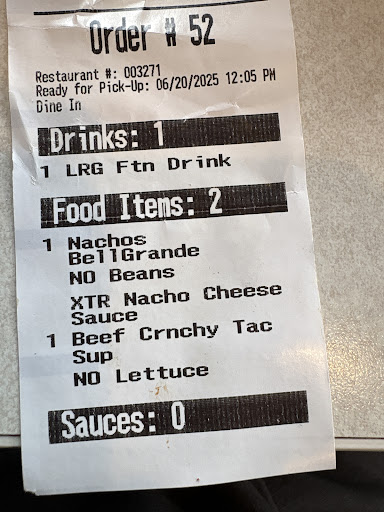 Order # 52
Restaurant #: 003271
Ready for Pick-Up: 06/20/2025 12:05 PM
Dine In
Drinks: 1
1 LRG Ftn Drink
Food Items: 2
1 Nachos
BellGrande
NO Beans
XTR Nacho Cheese
Sauce
1 Beef Crnchy Tac
Sup
NO Lettuce
Sauces: 0